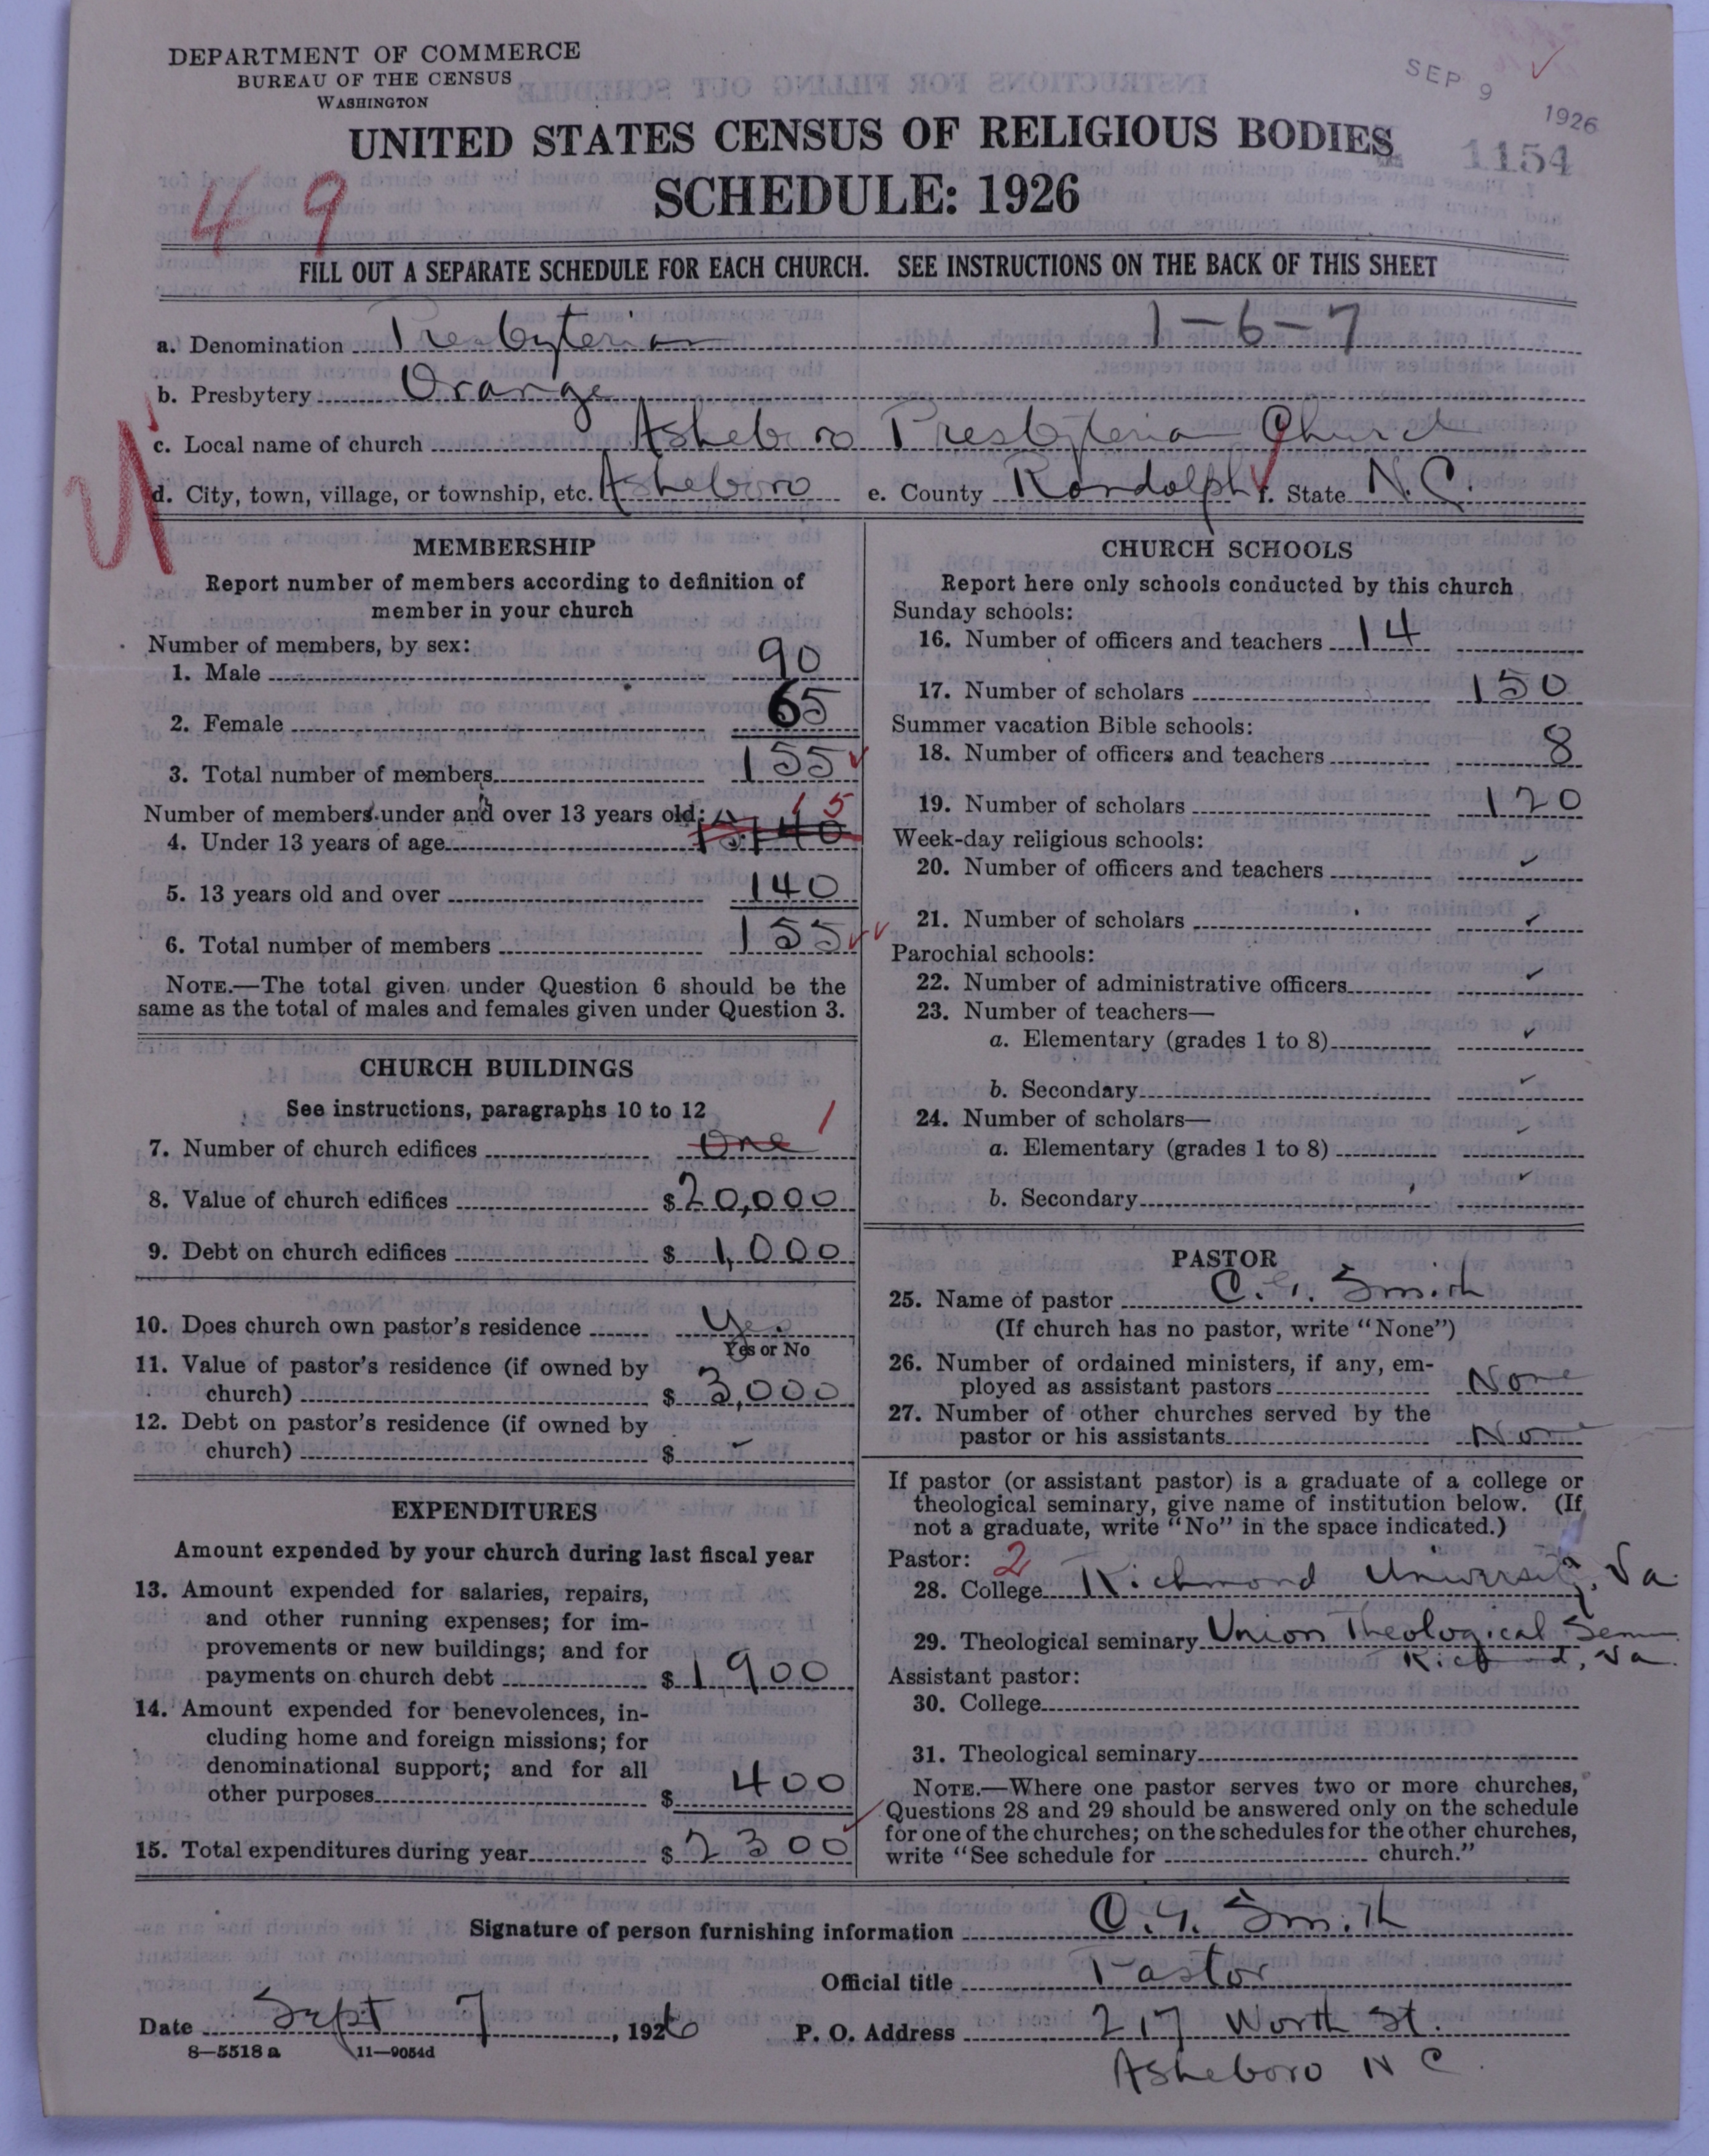 DEPARTMENT OF COMMERCE
BUREAU OF THE CENSUS
WASHINGTON
SEP 9 1926
1154
UNITED STATES CENSUS OF RELIGIOUS BODIES
SCHEDULE: 1926
49
FILL OUT A SEPARATE SCHEDULE FOR EACH CHURCH. SEE INSTRUCTIONS ON THE BACK OF THIS SHEET
a. Denomination Presbyterian 1-6-7
b. Presbytery Orange
c. Local name of church Asheboro Presbyterian Church
d. City, town, village, or township, etc. Asheboro e. County Randolph f. State N.C.
MEMBERSHIP
Report number of members according to definition of
member in your church
Number of members, by sex:
1. Male 90
2. Female 65
3. Total number of members 155
Number of members under and over 13 years old:
4. Under 13 years of age 15
5. 13 years old and over 140
6. Total number of members 155
NOTE.—The total given under Question 6 should be the
same as the total of males and females given under Question 3.
CHURCH BUILDINGS
See instructions, paragraphs 10 to 12
7. Number of church edifices One 1
8. Value of church edifices $20,000
9. Debt on church edifices $1,000
10. Does church own pastor's residence Yes
Yes or No
11. Value of pastor's residence (if owned by
church) $3,000
12. Debt on pastor's residence (if owned by
church) $ -
EXPENDITURES
Amount expended by your church during last fiscal year
13. Amount expended for salaries, repairs,
and other running expenses; for im-
provements or new buildings; and for
payments on church debt $1900
14. Amount expended for benevolences, in-
cluding home and foreign missions; for
denominational support; and for all
other purposes $400
15. Total expenditures during year $2300
CHURCH SCHOOLS
Report here only schools conducted by this church
Sunday schools:
16. Number of officers and teachers 14
17. Number of scholars 150
Summer vacation Bible schools:
18. Number of officers and teachers 8
19. Number of scholars 120
Week-day religious schools:
20. Number of officers and teachers
21. Number of scholars
Parochial schools:
22. Number of administrative officers
23. Number of teachers—
a. Elementary (grades 1 to 8)
b. Secondary
24. Number of scholars—
a. Elementary (grades 1 to 8)
b. Secondary
PASTOR
25. Name of pastor C. G. Smith
(If church has no pastor, write "None")
26. Number of ordained ministers, if any, em-
ployed as assistant pastors None
27. Number of other churches served by the
pastor or his assistants None
If pastor (or assistant pastor) is a graduate of a college or
theological seminary, give name of institution below. (If
not a graduate, write "No" in the space indicated.)
Pastor: 2
28. College Richmond University, Va
29. Theological seminary Union Theological Sem
Richmond, Va.
Assistant pastor:
30. College
31. Theological seminary
NOTE.—Where one pastor serves two or more churches,
Questions 28 and 29 should be answered only on the schedule
for one of the churches; on the schedules for the other churches,
write "See schedule for church."
Signature of person furnishing information C. G. Smith
Official title Pastor
Date Sept 7, 1926 P. O. Address 217 Worth St.
8—5518 a 11—9054d
Asheboro N C.